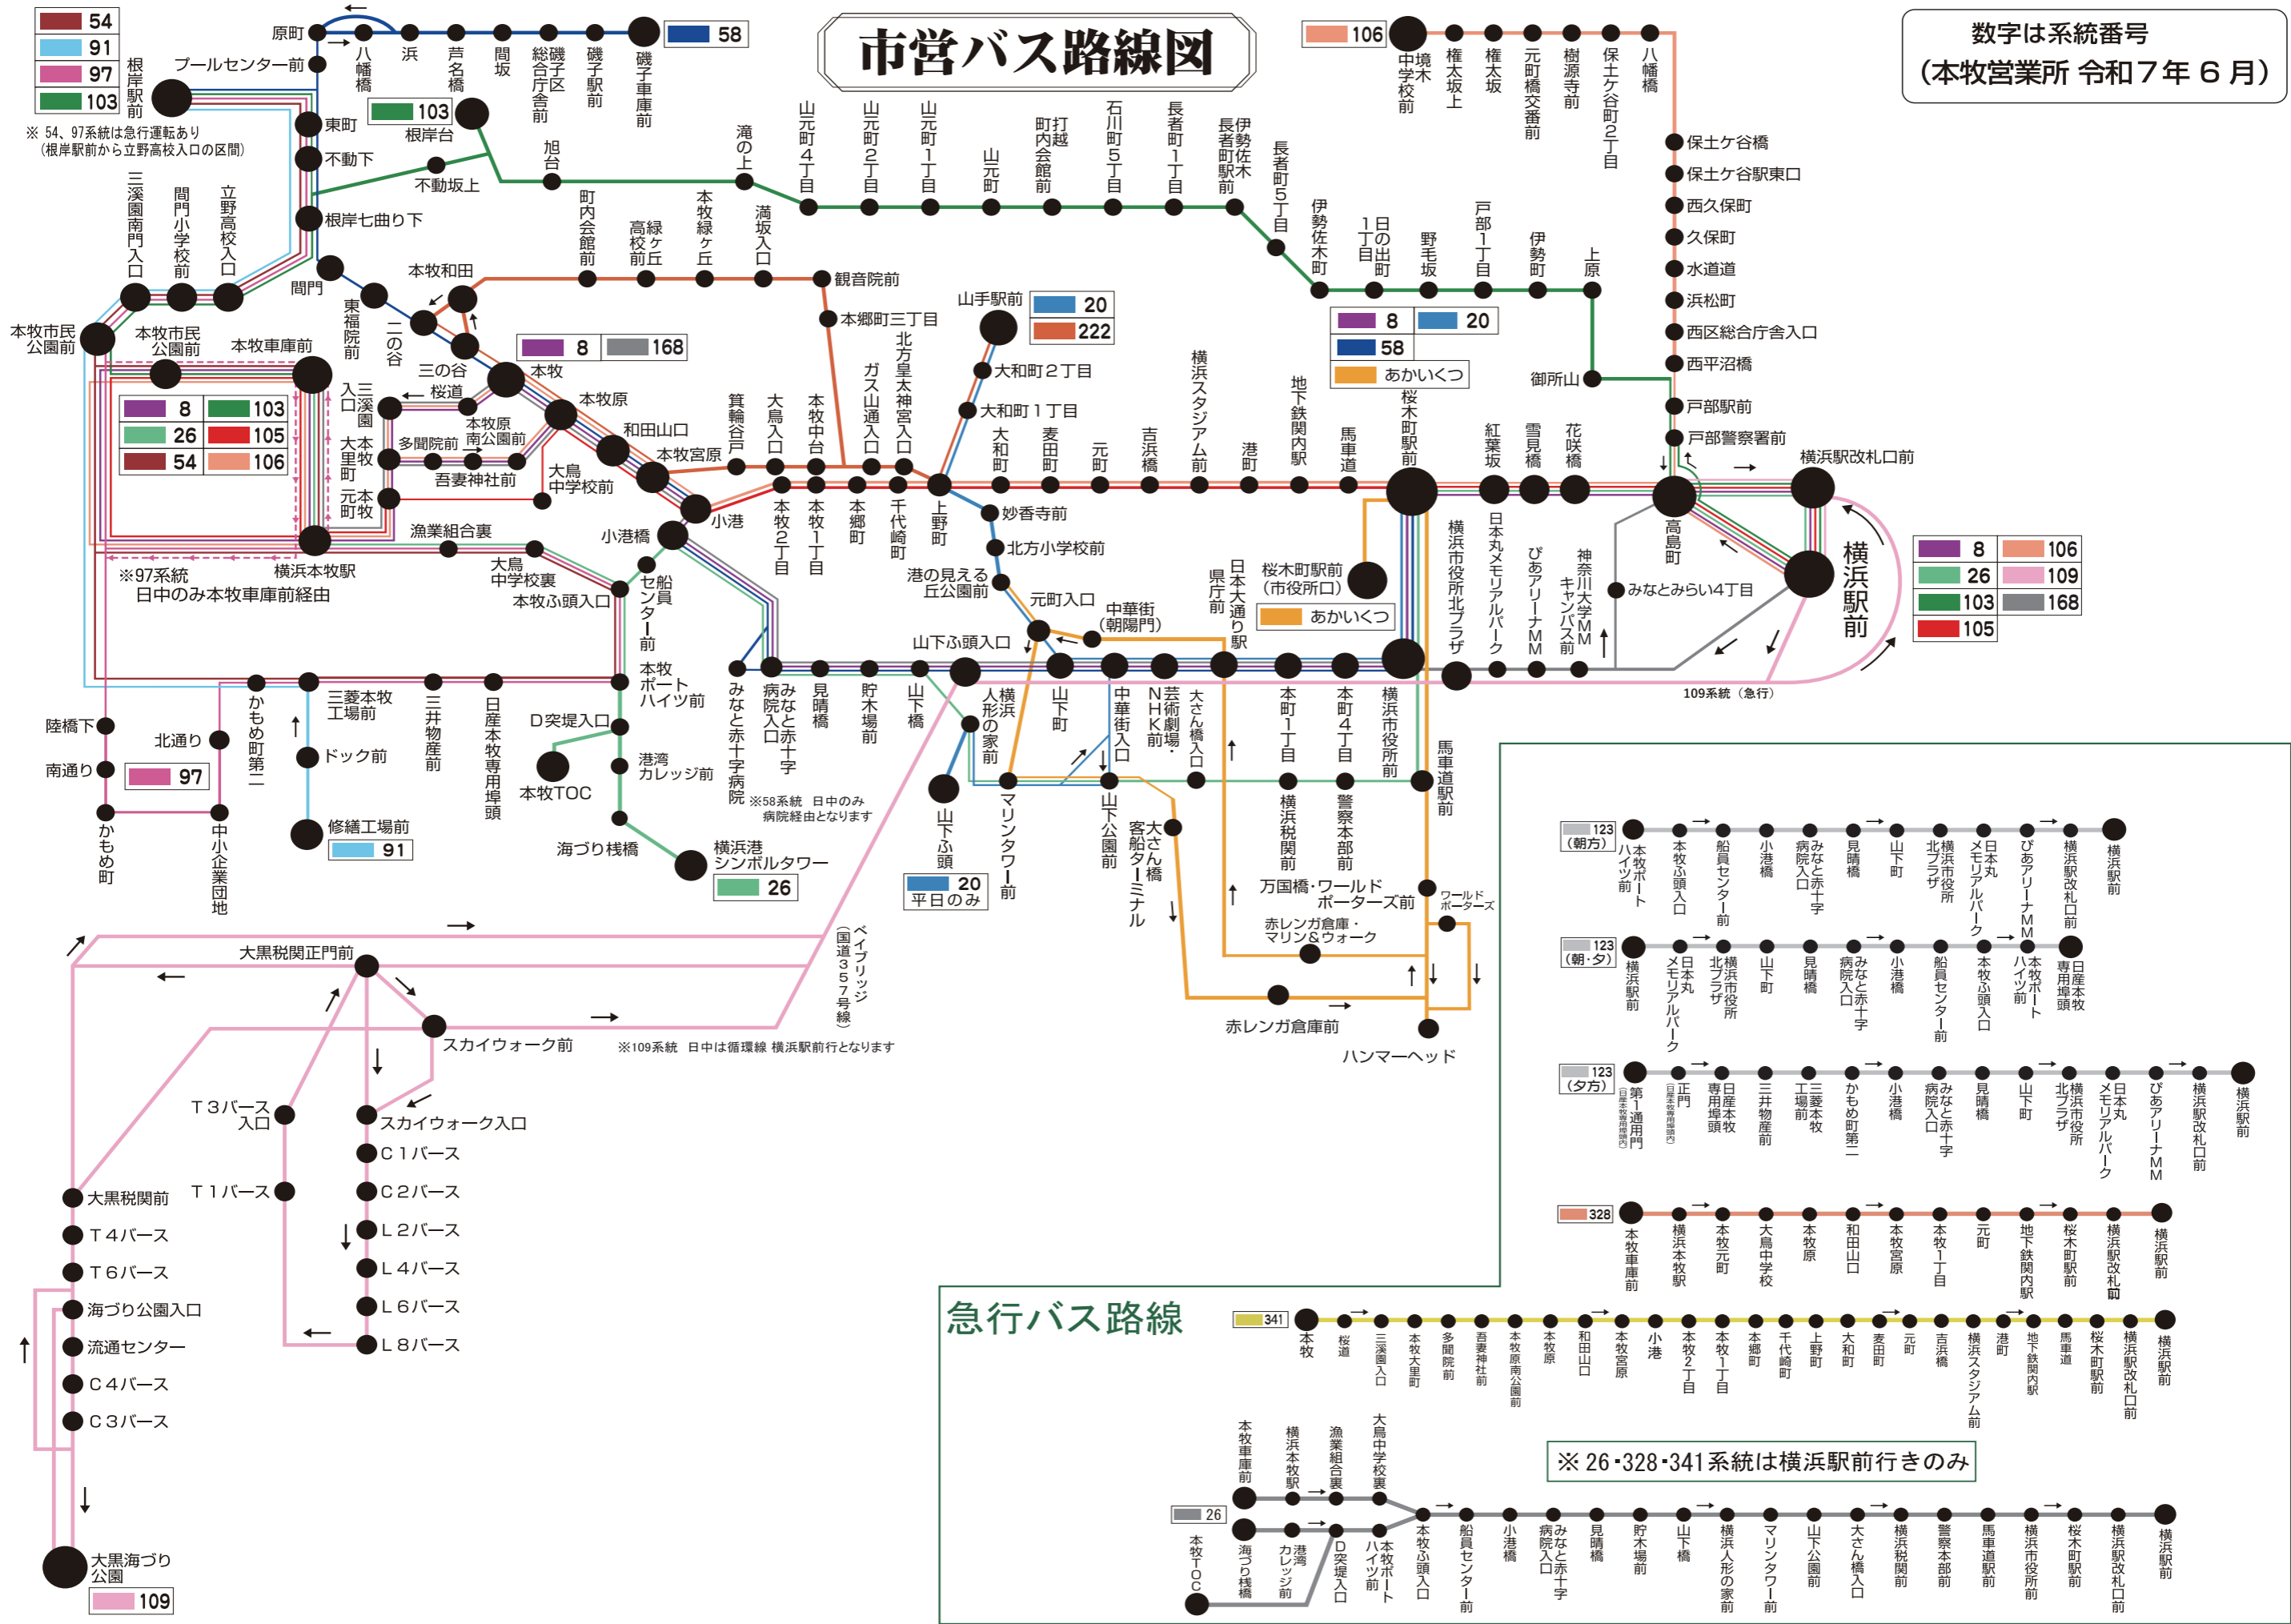 市営バス路線図
数字は系統番号
（本牧営業所 令和７年６月）
54
91
97
103
根岸駅前
※ 54、97系統は急行運転あり
（根岸駅前から立野高校入口の区間）
原町
八幡橋
浜
芦名橋
間坂
磯子区総合庁舎前
磯子駅前
磯子車庫前
58
プールセンター前
東町
不動下
根岸七曲り下
103
根岸台
不動坂上
旭台
滝の上
山元町４丁目
山元町２丁目
山元町１丁目
山元町
打越町内会館前
石川町５丁目
長者町１丁目
伊勢佐木長者町駅前
長者町５丁目
伊勢佐木町
日の出町１丁目
野毛坂
戸部１丁目
伊勢町
上原
御所山
106
境木中学校前
権太坂上
権太坂
元町橋交番前
樹源寺前
保土ケ谷町２丁目
八幡橋
保土ケ谷橋
保土ケ谷駅東口
西久保町
久保町
水道道
浜松町
西区総合庁舎入口
西平沼橋
戸部駅前
戸部警察署前
三溪園南門入口
間門小学校前
立野高校入口
間門
東福院前
二の谷
本牧和田
三の谷
町内会館前
緑ヶ丘高校前
本牧緑ヶ丘
満坂入口
観音院前
本郷町三丁目
山手駅前
20
222
大和町２丁目
大和町１丁目
8
20
58
あかいくつ
本牧市民公園前
本牧市民公園前
本牧車庫前
8
168
本牧
桜道
三溪園入口
本牧原
本牧原南公園前
多聞院前
本牧大里町
吾妻神社前
本牧元町
大鳥中学校前
和田山口
本牧宮原
小港
8
103
26
105
54
106
箕輪谷戸
大鳥入口
本牧中台
ガス山通入口
北方皇太神宮入口
本牧２丁目
本牧１丁目
本郷町
千代崎町
上野町
大和町
麦田町
元町
吉浜橋
横浜スタジアム前
港町
地下鉄関内駅
馬車道
桜木町駅前
紅葉坂
雪見橋
花咲橋
高島町
横浜駅改札口前
横浜駅前
8
106
26
109
103
168
105
横浜本牧駅
漁業組合裏
大鳥中学校裏
※97系統
日中のみ本牧車庫前経由
本牧ふ頭入口
小港橋
船員センター前
妙香寺前
北方小学校前
港の見える丘公園前
元町入口
中華街（朝陽門）
日本大通り駅県庁前
桜木町駅前（市役所口）
あかいくつ
横浜市役所北プラザ
日本丸メモリアルパーク
ぴあアリーナＭＭ
神奈川大学ＭＭキャンパス前
みなとみらい４丁目
109系統（急行）
三菱本牧工場前
三井物産前
日産本牧専用埠頭
本牧ポートハイツ前
かもめ町第二
陸橋下
南通り
かもめ町
北通り
97
中小企業団地
ドック前
修繕工場前
91
Ｄ突堤入口
本牧TOC
港湾カレッジ前
海づり桟橋
横浜港シンボルタワー
26
みなと赤十字病院
みなと赤十字病院入口
見晴橋
貯木場前
山下橋
※58系統 日中のみ
病院経由となります
山下ふ頭入口
横浜人形の家前
山下ふ頭
20
平日のみ
マリンタワー前
山下町
中華街入口
山下公園前
芸術劇場・ＮＨＫ前
大さん橋入口
大さん橋客船ターミナル
本町１丁目
本町４丁目
横浜市役所前
横浜税関前
警察本部前
馬車道駅前
万国橋・ワールドポーターズ前
ワールドポーターズ
赤レンガ倉庫・マリン＆ウォーク
赤レンガ倉庫前
ハンマーヘッド
ベイブリッジ
（国道３５７号線）
大黒税関正門前
スカイウォーク前
※109系統 日中は循環線 横浜駅前行となります
Ｔ３バース入口
Ｔ１バース
スカイウォーク入口
Ｃ１バース
Ｃ２バース
Ｌ２バース
Ｌ４バース
Ｌ６バース
Ｌ８バース
大黒税関前
Ｔ４バース
Ｔ６バース
海づり公園入口
流通センター
Ｃ４バース
Ｃ３バース
大黒海づり公園
109
急行バス路線
123
（朝方）
本牧ポートハイツ前
本牧ふ頭入口
船員センター前
小港橋
みなと赤十字病院入口
見晴橋
山下町
横浜市役所北プラザ
日本丸メモリアルパーク
ぴあアリーナＭＭ
横浜駅改札口前
横浜駅前
123
（朝・夕）
横浜駅前
日本丸メモリアルパーク
横浜市役所北プラザ
山下町
見晴橋
みなと赤十字病院入口
小港橋
船員センター前
本牧ふ頭入口
本牧ポートハイツ前
日産本牧専用埠頭
123
（夕方）
第１通用門
（日産本牧専用埠頭内）
正門
（日産本牧専用埠頭内）
日産本牧専用埠頭
三井物産前
三菱本牧工場前
かもめ町第二
小港橋
みなと赤十字病院入口
見晴橋
山下町
横浜市役所北プラザ
日本丸メモリアルパーク
ぴあアリーナＭＭ
横浜駅改札口前
横浜駅前
328
本牧車庫前
横浜本牧駅
本牧元町
大鳥中学校
本牧原
和田山口
本牧宮原
本牧１丁目
元町
地下鉄関内駅
桜木町駅前
横浜駅改札口前
横浜駅前
341
本牧
桜道
三溪園入口
本牧大里町
多聞院前
吾妻神社前
本牧原南公園前
本牧原
和田山口
本牧宮原
小港
本牧２丁目
本牧１丁目
本郷町
千代崎町
上野町
大和町
麦田町
元町
吉浜橋
横浜スタジアム前
港町
地下鉄関内駅
馬車道
桜木町駅前
横浜駅改札口前
横浜駅前
※ 26・328・341系統は横浜駅前行きのみ
26
本牧車庫前
横浜本牧駅
漁業組合裏
大鳥中学校裏
海づり桟橋
港湾カレッジ前
Ｄ突堤入口
本牧ポートハイツ前
本牧ＴＯＣ
本牧ふ頭入口
船員センター前
小港橋
みなと赤十字病院入口
見晴橋
貯木場前
山下橋
横浜人形の家前
マリンタワー前
山下公園前
大さん橋入口
横浜税関前
警察本部前
馬車道駅前
横浜市役所前
桜木町駅前
横浜駅改札口前
横浜駅前